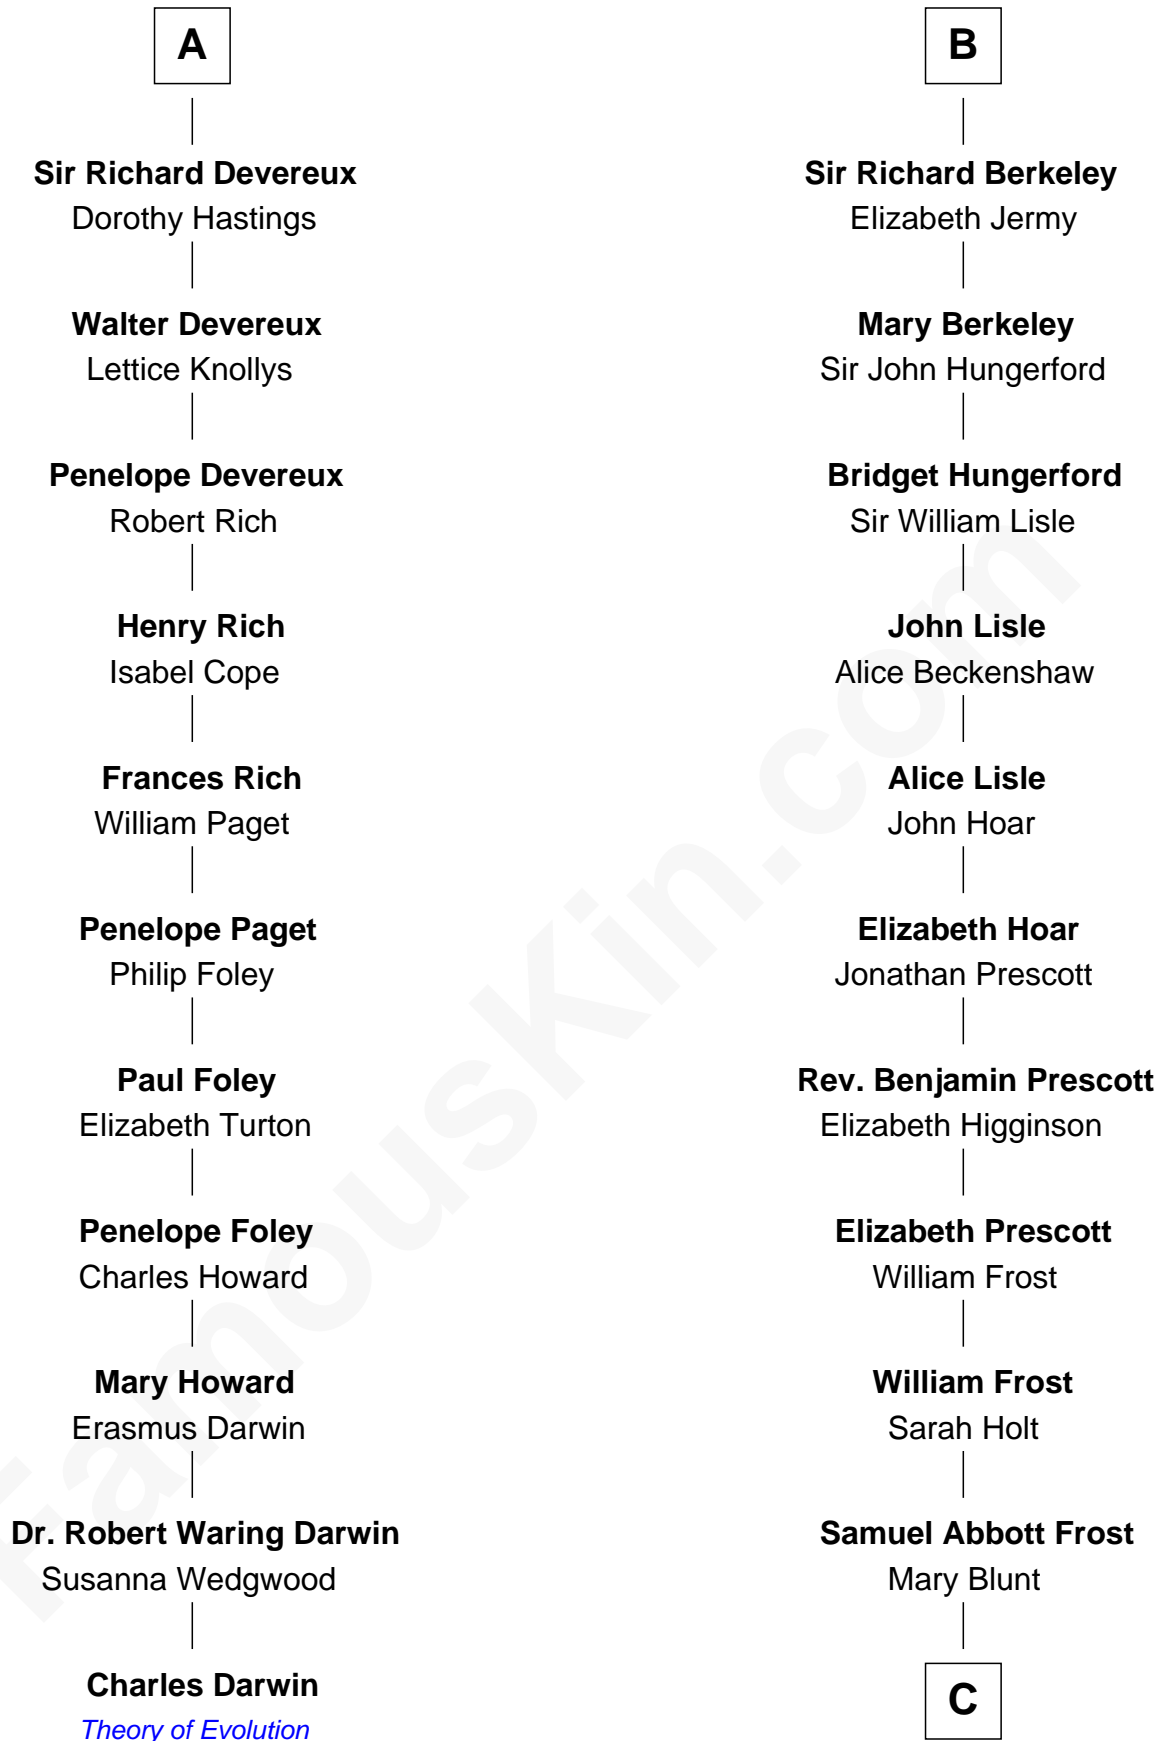 A
Sir Richard Devereux
Dorothy Hastings
Walter Devereux
Lettice Knollys
Penelope Devereux
Robert Rich
Henry Rich
Isabel Cope
Frances Rich
William Paget
Penelope Paget
Philip Foley
Paul Foley
Elizabeth Turton
Penelope Foley
Charles Howard
Mary Howard
Erasmus Darwin
Dr. Robert Waring Darwin
Susanna Wedgwood
Charles Darwin
Theory of Evolution
B
Sir Richard Berkeley
Elizabeth Jermy
Mary Berkeley
Sir John Hungerford
Bridget Hungerford
Sir William Lisle
John Lisle
Alice Beckenshaw
Alice Lisle
John Hoar
Elizabeth Hoar
Jonathan Prescott
Rev. Benjamin Prescott
Elizabeth Higginson
Elizabeth Prescott
William Frost
William Frost
Sarah Holt
Samuel Abbott Frost
Mary Blunt
C
FamousKin.com